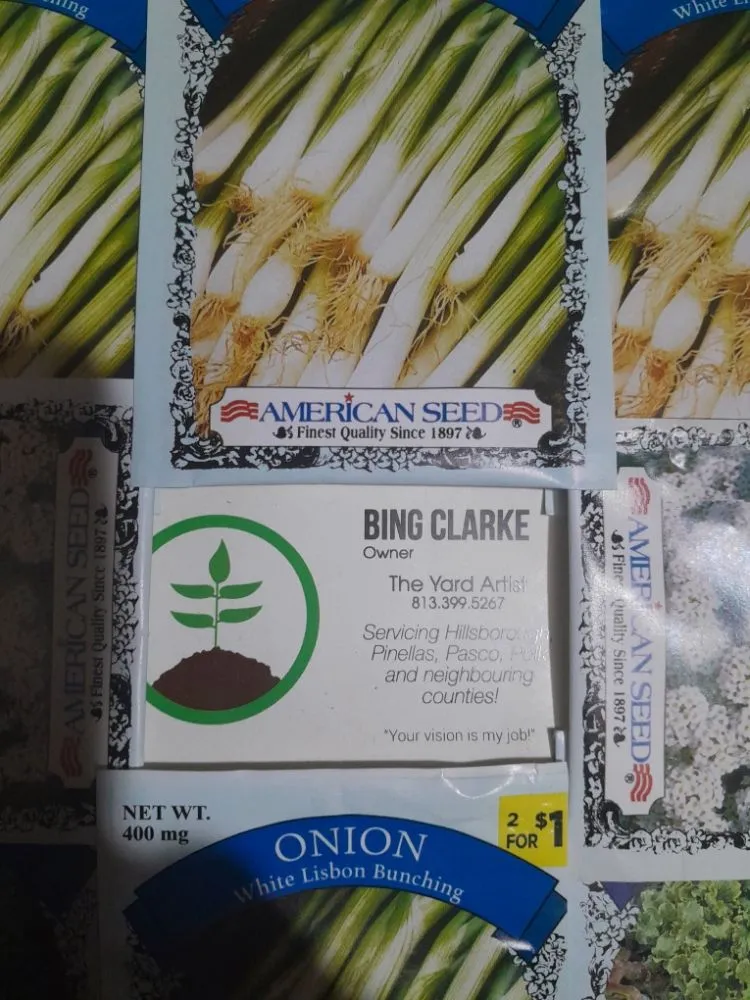 White
AMERICAN SEED®
Finest Quality Since 1897
AMERICAN SEED®
Finest Quality Since 1897
BING CLARKE
Owner
The Yard Artist
813.399.5267
Servicing
Pinellas, Pasco,
and neighbouring
counties!
"Your vision is my job!"
AMERICAN SEED®
Finest Quality Since 1897
NET WT.
400 mg
2 FOR $1
ONION
White Lisbon Bunching